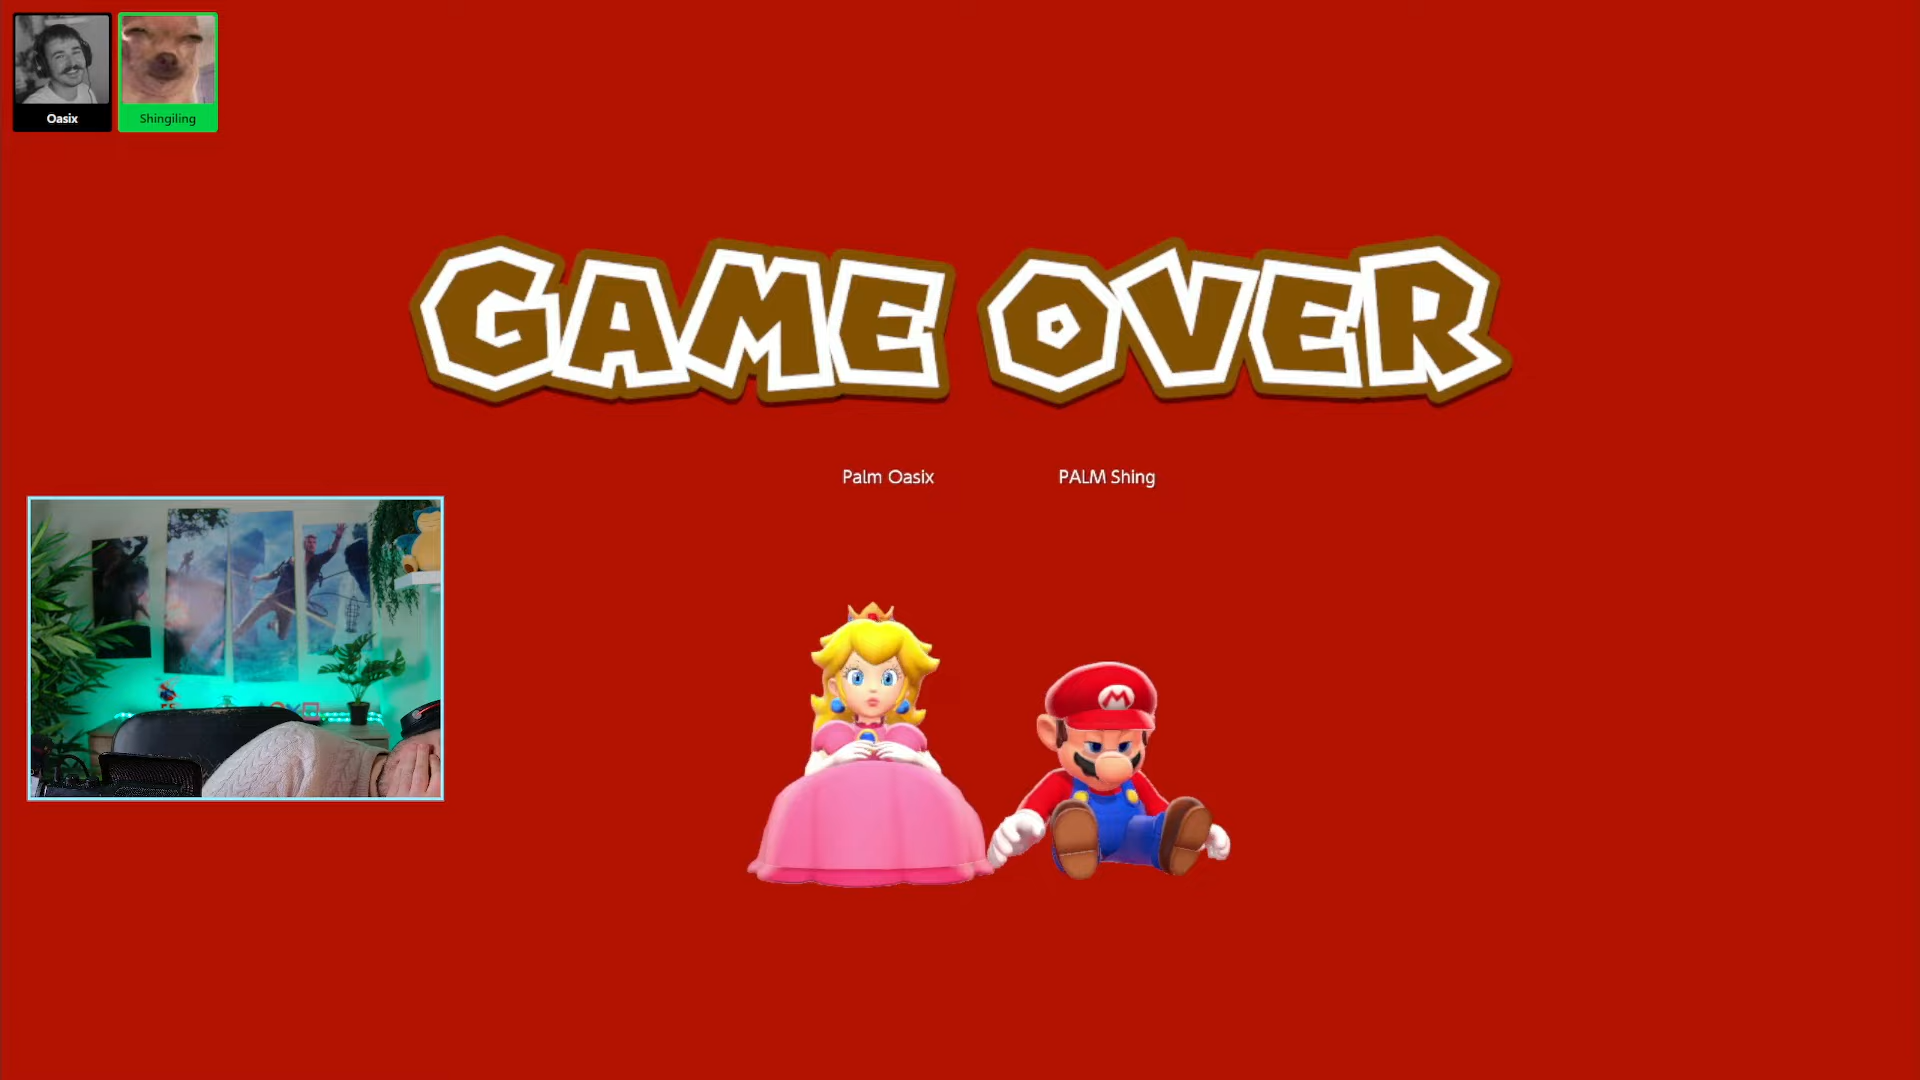 Oasix
Shingiling
GAME OVER
Palm Oasix
PALM Shing
M